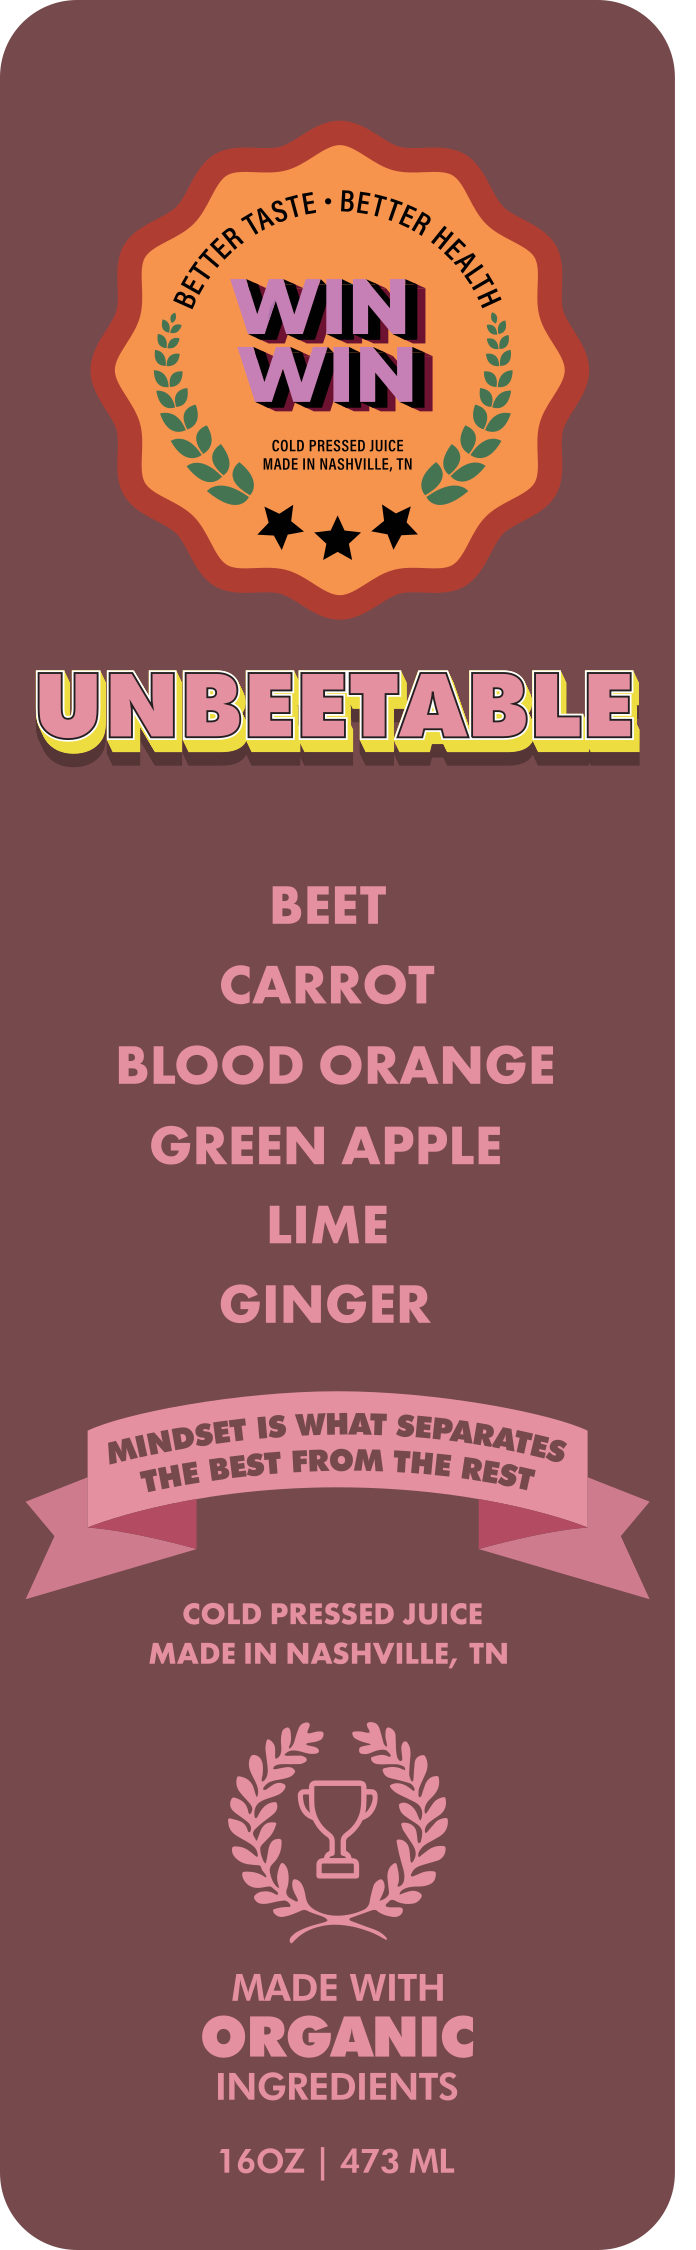 BETTER TASTE • BETTER HEALTH
WIN
WIN
COLD PRESSED JUICE
MADE IN NASHVILLE, TN
UNBEETABLE
BEET
CARROT
BLOOD ORANGE
GREEN APPLE
LIME
GINGER
MINDSET IS WHAT SEPARATES
THE BEST FROM THE REST
COLD PRESSED JUICE
MADE IN NASHVILLE, TN
MADE WITH
ORGANIC
INGREDIENTS
16OZ | 473 ML